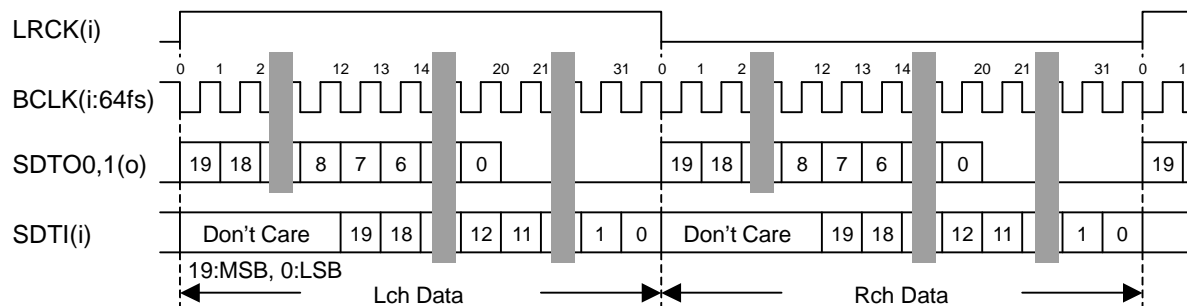 LRCK(i)
0 1 2 12 13 14 20 21 31 0 1 2 12 13 14 20 21 31 0 1
BCLK(i:64fs)
SDTO0,1(o) 19 18 8 7 6 0 19 18 8 7 6 0 19
SDTI(i) Don't Care 19 18 12 11 1 0 Don't Care 19 18 12 11 1 0
19:MSB, 0:LSB
Lch Data Rch Data